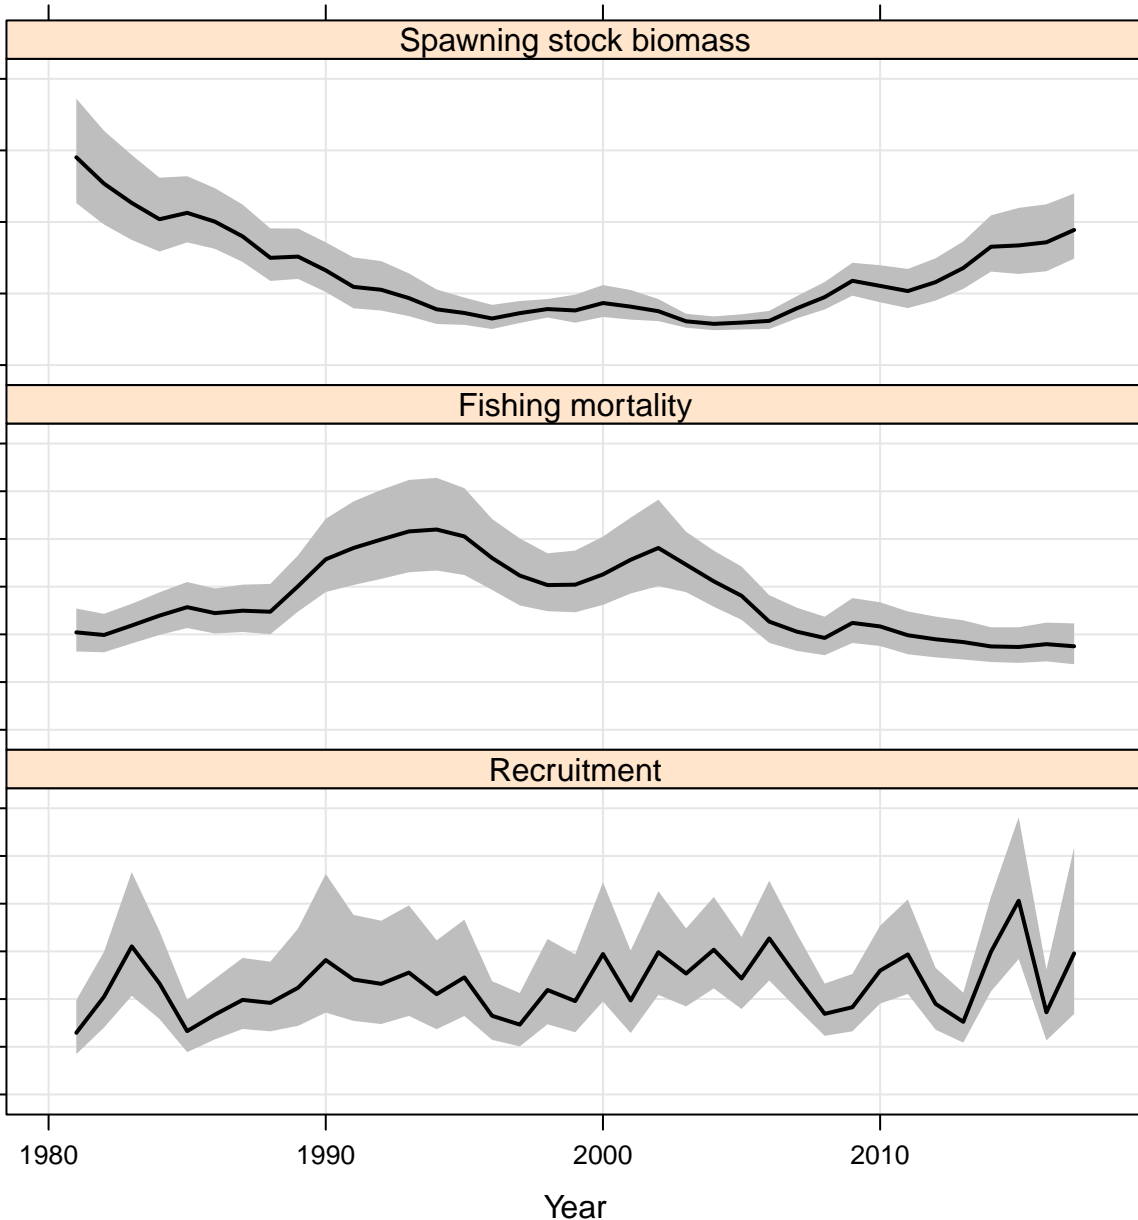 Spawning stock biomass
Fishing mortality
Recruitment
1980 1990 2000 2010
Year